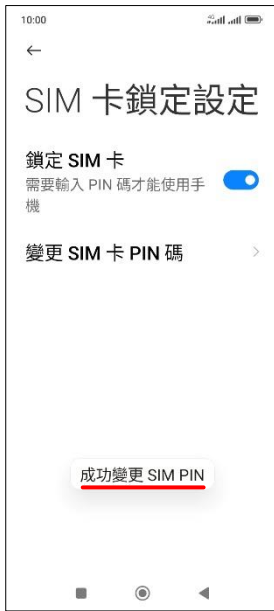 10:00
4G
SIM 卡鎖定設定
鎖定 SIM 卡
需要輸入 PIN 碼才能使用手
機
變更 SIM 卡 PIN 碼
成功變更 SIM PIN